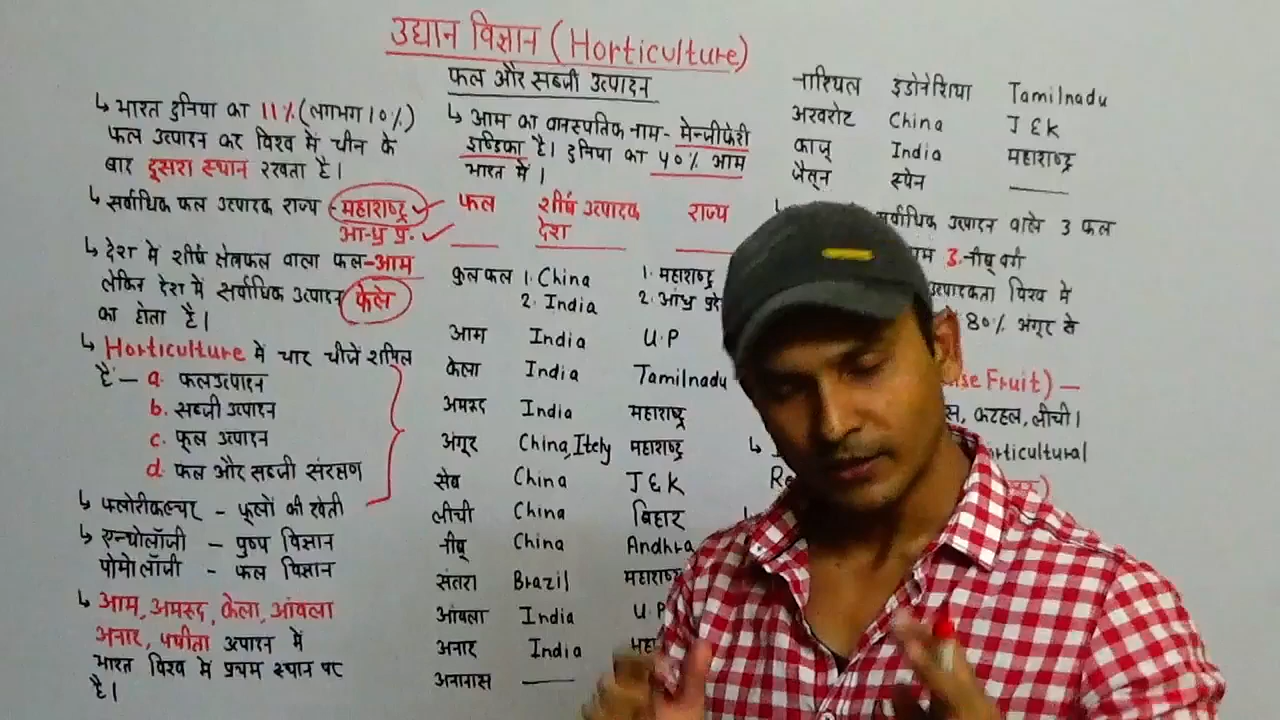 उद्यान विज्ञान (Horticulture)
फल और सब्जी उत्पादन
↳ भारत दुनिया का 11% (लगभग 10%)
फल उत्पादन कर विश्व में चीन के
बाद दूसरा स्थान रखता है।
↳ सर्वाधिक फल उत्पादक राज्य - महाराष्ट्र
आन्ध्र प्र.
↳ देश में शीर्ष क्षेत्रफल वाला फल-आम
लेकिन देश में सर्वाधिक उत्पादन केले
का होता है।
↳ Horticulture में चार चीजें शामिल
हैं - a. फलउत्पादन
b. सब्जी उत्पादन
c. फूल उत्पादन
d. फल और सब्जी संरक्षण
↳ फ्लोरीकल्चर - फूलों की खेती
↳ एन्थोलॉजी - पुष्प विज्ञान
पोमोलॉजी - फल विज्ञान
↳ आम, अमरूद, केला, आंवला
अनार, पपीता उत्पादन में
भारत विश्व में प्रथम स्थान पर
है।
↳ आम का वानस्पतिक नाम- मेन्जीफेरी
इण्डिका है। दुनिया का 40% आम
भारत में।
फल शीर्ष उत्पादक देश राज्य
कुल फल 1. China 1. महाराष्ट्र
2. India 2. आंध्र
आम India U.P
केला India Tamilnadu
अमरूद India महाराष्ट्र
अंगूर China, Itely महाराष्ट्र
सेब China J & K
लीची China बिहार
नीबू China Andhra
संतरा Brazil महाराष्ट्र
आंवला India U.P
अनार India
अनानास —
नारियल इंडोनेशिया Tamilnadu
अखरोट China J & K
काजू India महाराष्ट्र
जैतून स्पेन —
सर्वाधिक उत्पादन वाले 3 फल
3. नीबू वर्गी
उत्पादकता विश्व में
80% अंगूर से
Fruit) —
कटहल, लीची।